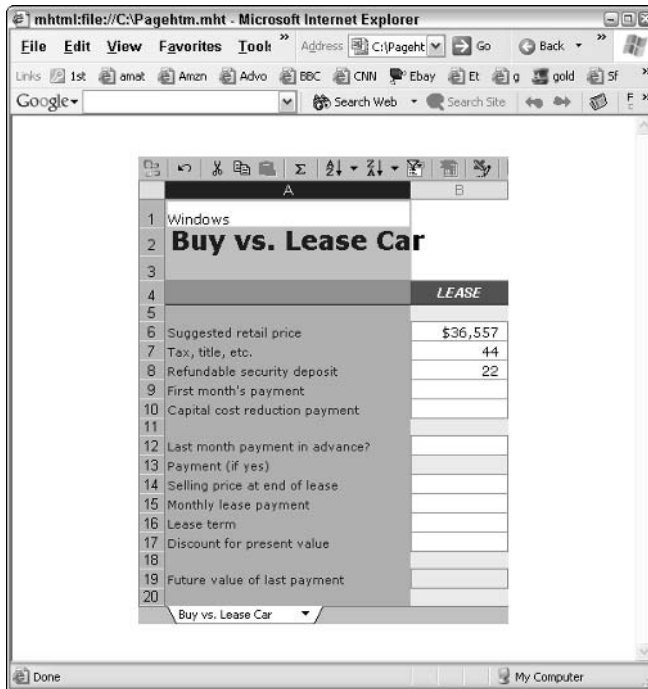 mhtml:file://C:\Pagehtm.mht - Microsoft Internet Explorer
File Edit View Favorites Tools » Address C:\Pageht Go Back »
Links 1st amat Amzn Advo BBC CNN Ebay Et g gold Sf »
Google Search Web Search Site F »
Σ A Z Z A
A B
1 Windows
2 Buy vs. Lease Car
3
4 LEASE
5
6 Suggested retail price $36,557
7 Tax, title, etc. 44
8 Refundable security deposit 22
9 First month's payment
10 Capital cost reduction payment
11
12 Last month payment in advance?
13 Payment (if yes)
14 Selling price at end of lease
15 Monthly lease payment
16 Lease term
17 Discount for present value
18
19 Future value of last payment
20
Buy vs. Lease Car
Done My Computer